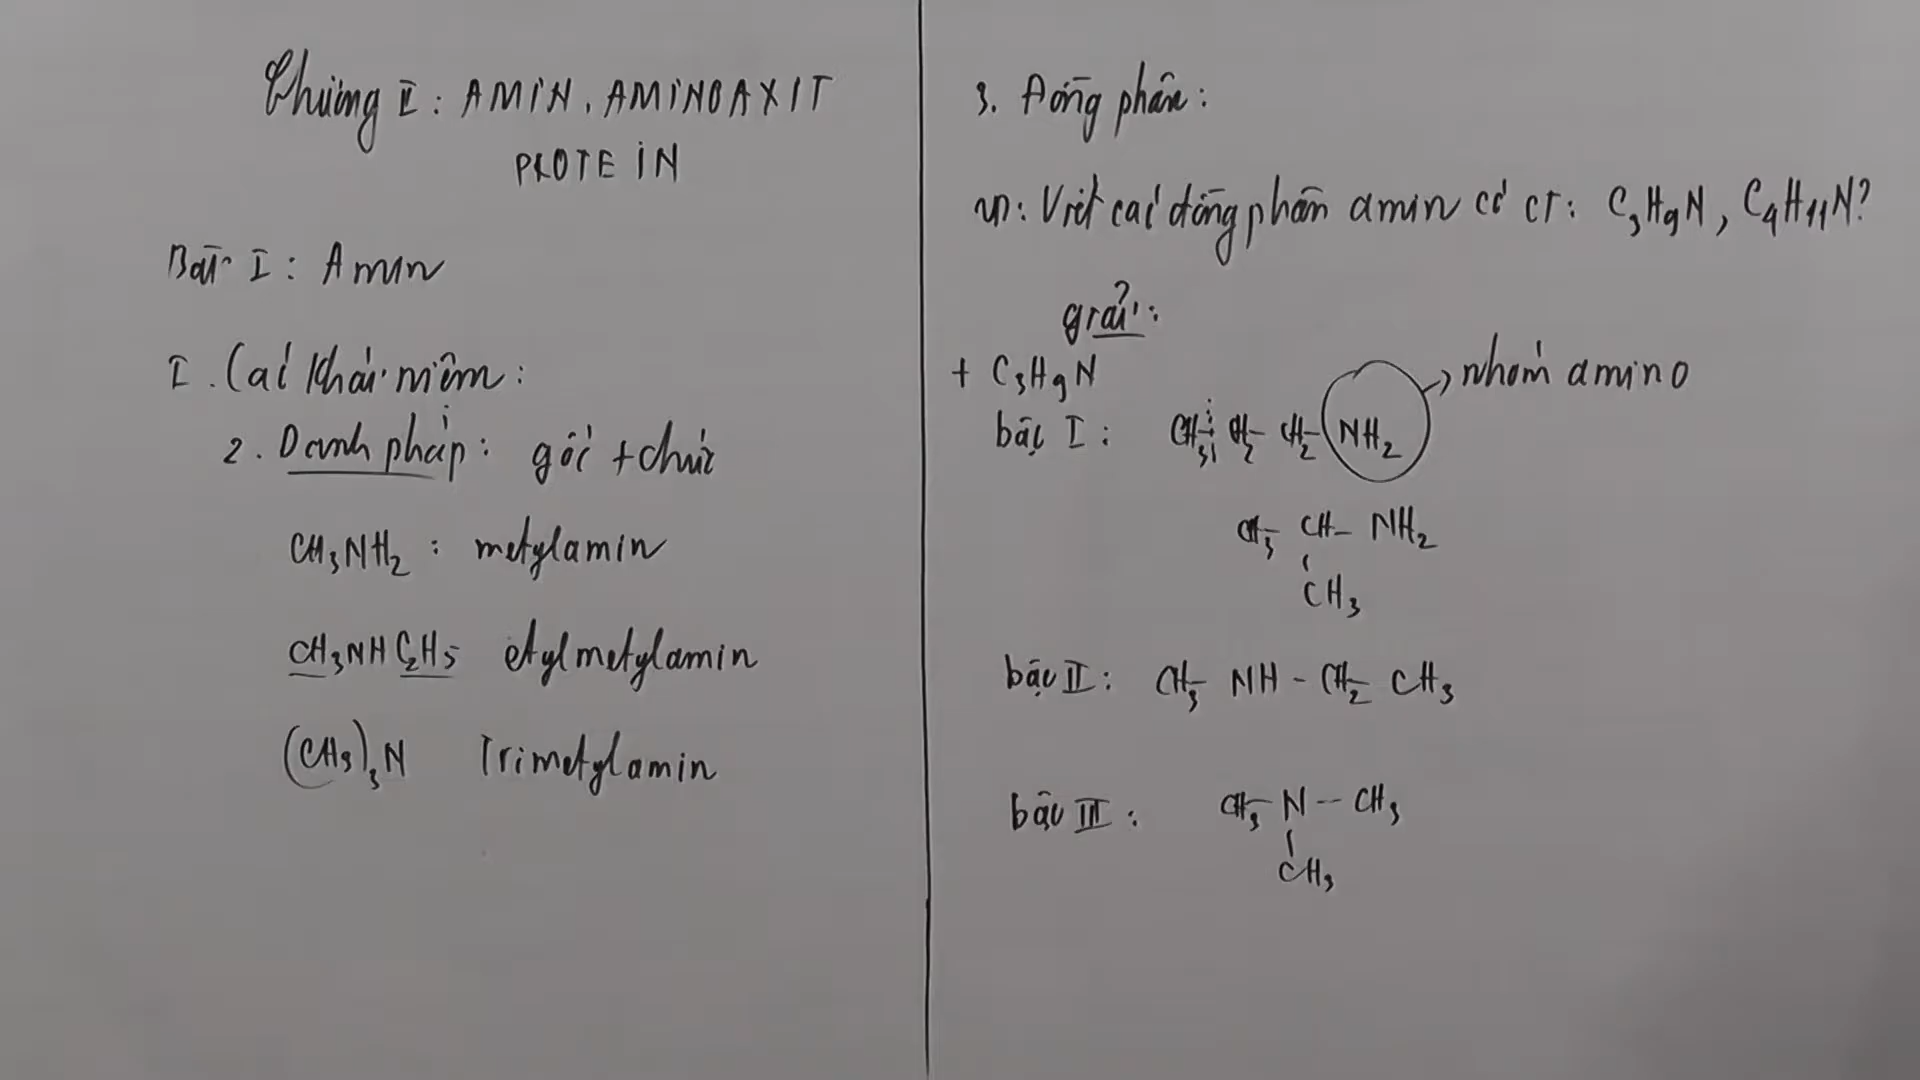 Chương II: AMIN, AMINOAXIT
PROTEIN
Bài I: Amin
I. Các khái niệm:
2. Danh pháp: gốc + chức
CH₃NH₂ : metylamin
CH₃NHC₂H₅ etylmetylamin
(CH₃)₃N Trimetylamin
3. Đồng phân:
VD: Viết các đồng phân amin có CT: C₃H₉N, C₄H₁₁N?
giải:
+ C₃H₉N
nhóm amino
bậc I: CH₃- CH₂- CH₂- NH₂
CH₃- CH- NH₂
CH₃
bậc II: CH₃- NH - CH₂- CH₃
bậc III: CH₃- N -- CH₃
CH₃